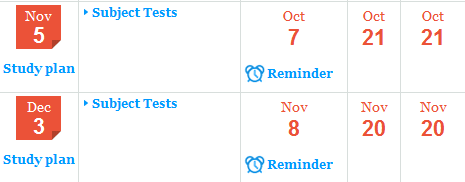 Nov Subject Tests Oct Oct Oct
5 7 21 21
Study plan Reminder
Dec Subject Tests Nov Nov Nov
3 8 20 20
Study plan Reminder